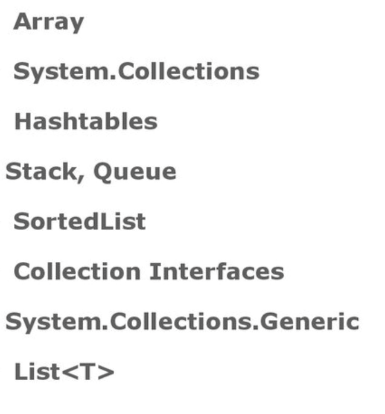 Array
System.Collections
Hashtables
Stack, Queue
SortedList
Collection Interfaces
System.Collections.Generic
List<T>